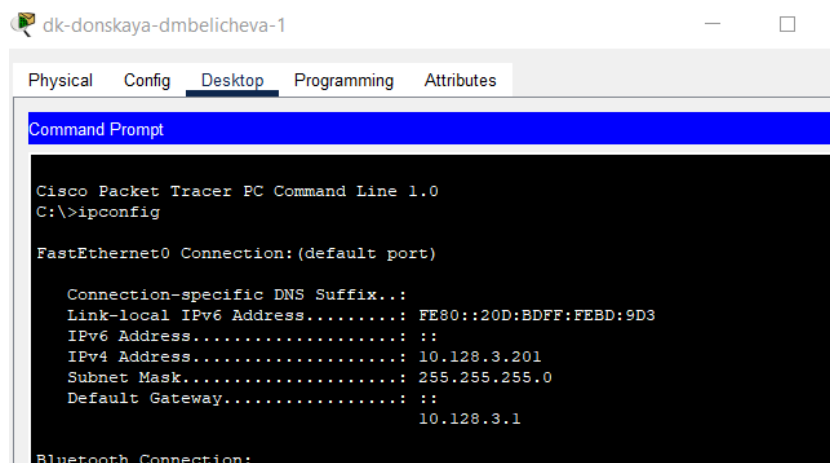 dk-donskaya-dmbelicheva-1
Physical Config Desktop Programming Attributes
Command Prompt
Cisco Packet Tracer PC Command Line 1.0
C:\>ipconfig
FastEthernet0 Connection:(default port)
Connection-specific DNS Suffix..:
Link-local IPv6 Address.........: FE80::20D:BDFF:FEBD:9D3
IPv6 Address....................: ::
IPv4 Address....................: 10.128.3.201
Subnet Mask.....................: 255.255.255.0
Default Gateway.................: ::
10.128.3.1
Bluetooth Connection: